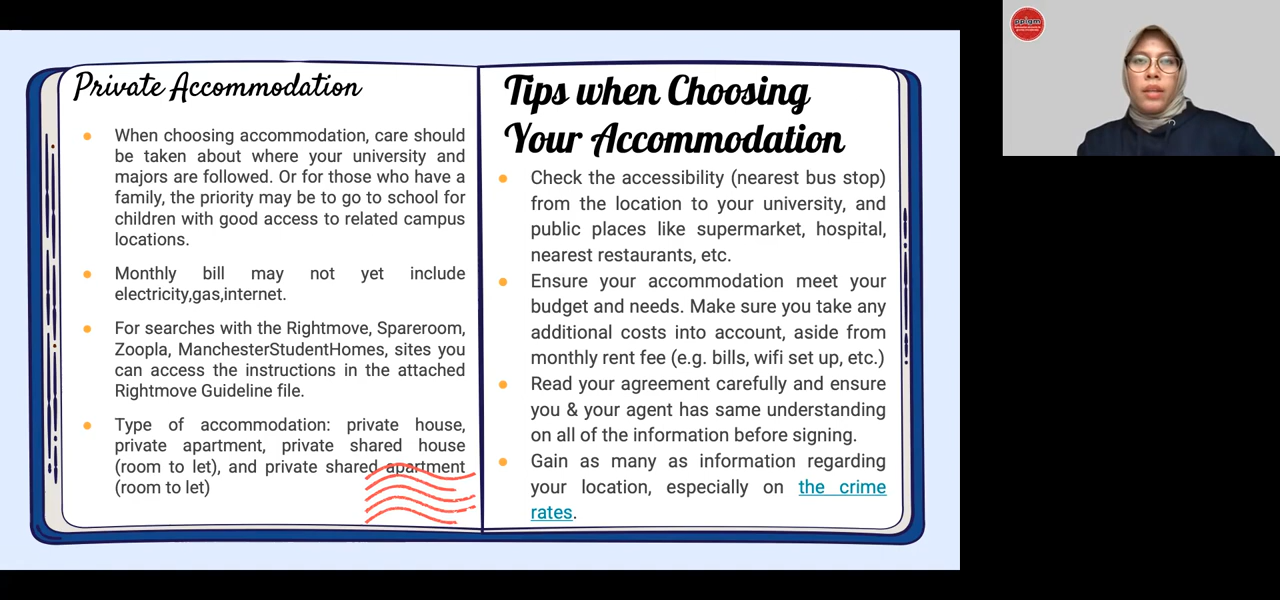 Private Accommodation
When choosing accommodation, care should
be taken about where your university and
majors are followed. Or for those who have a
family, the priority may be to go to school for
children with good access to related campus
locations.
Monthly bill may not yet include
electricity,gas,internet.
For searches with the Rightmove, Spareroom,
Zoopla, ManchesterStudentHomes, sites you
can access the instructions in the attached
Rightmove Guideline file.
Type of accommodation: private house,
private apartment, private shared house
(room to let), and private shared apartment
(room to let)
Tips when Choosing
Your Accommodation
Check the accessibility (nearest bus stop)
from the location to your university, and
public places like supermarket, hospital,
nearest restaurants, etc.
Ensure your accommodation meet your
budget and needs. Make sure you take any
additional costs into account, aside from
monthly rent fee (e.g. bills, wifi set up, etc.)
Read your agreement carefully and ensure
you & your agent has same understanding
on all of the information before signing.
Gain as many as information regarding
your location, especially on the crime
rates.
ppigm